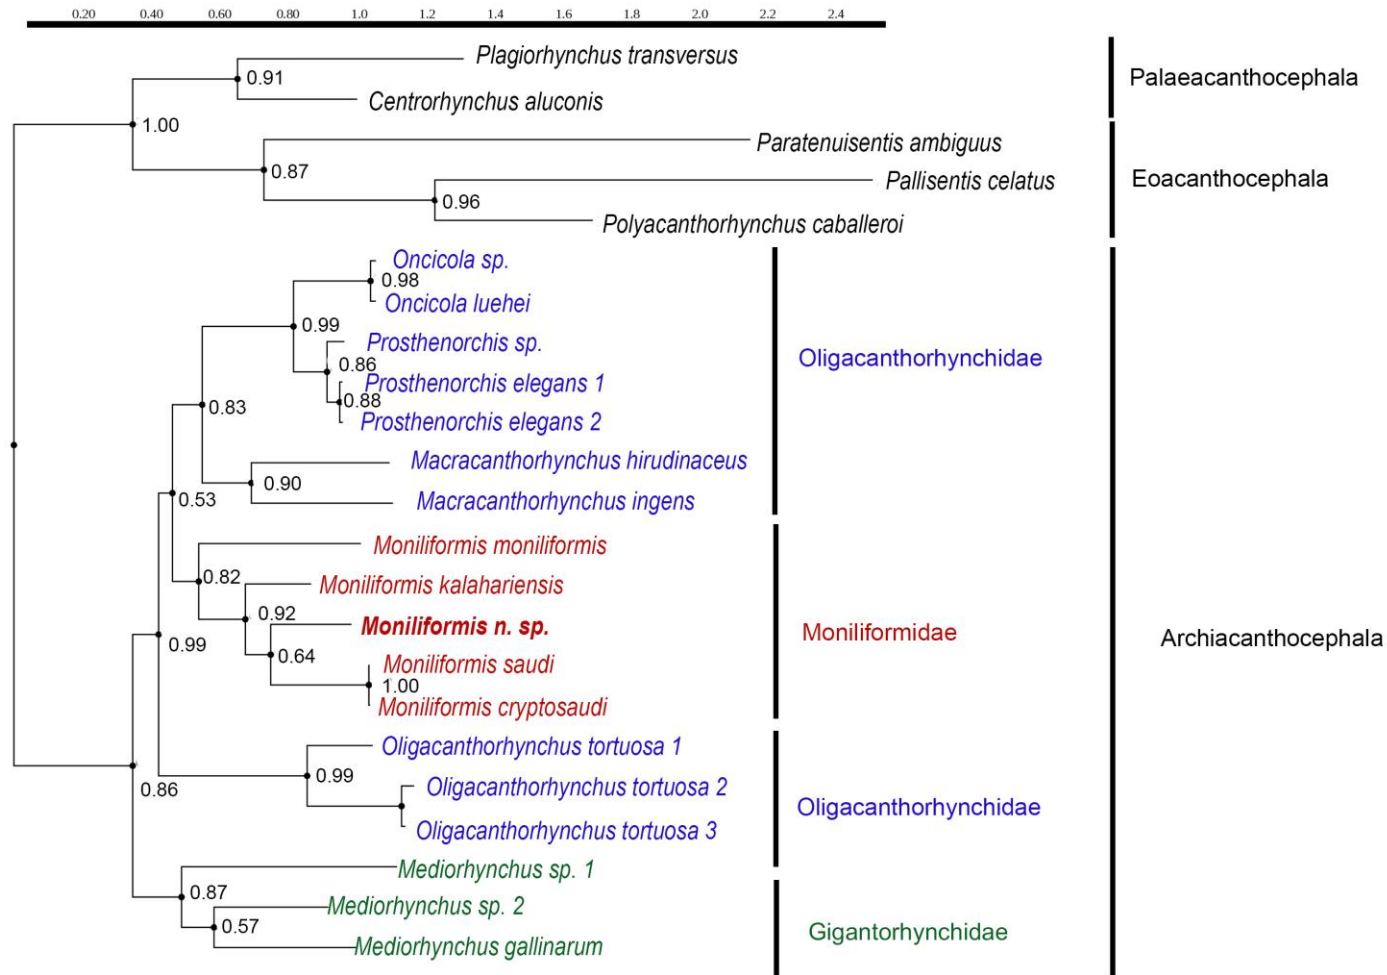 0.20 0.40 0.60 0.80 1.0 1.2 1.4 1.6 1.8 2.0 2.2 2.4
Plagiorhynchus transversus
0.91
Palaeacanthocephala
Centrorhynchus aluconis
1.00
Paratenuisentis ambiguus
0.87
Pallisentis celatus
Eoacanthocephala
0.96
Polyacanthorhynchus caballeroi
Oncicola sp.
0.98
Oncicola luehei
0.99
Prosthenorchis sp.
Oligacanthorhynchidae
0.86
Prosthenorchis elegans 1
0.88
0.83
Prosthenorchis elegans 2
Macracanthorhynchus hirudinaceus
0.90
0.53
Macracanthorhynchus ingens
Moniliformis moniliformis
0.82
Moniliformis kalahariensis
0.92
Moniliformis n. sp.
Moniliformidae
0.99
Archiacanthocephala
0.64
Moniliformis saudi
1.00
Moniliformis cryptosaudi
Oligacanthorhynchus tortuosa 1
0.99
0.86
Oligacanthorhynchus tortuosa 2
Oligacanthorhynchidae
Oligacanthorhynchus tortuosa 3
Mediorhynchus sp. 1
0.87
Mediorhynchus sp. 2
0.57
Gigantorhynchidae
Mediorhynchus gallinarum